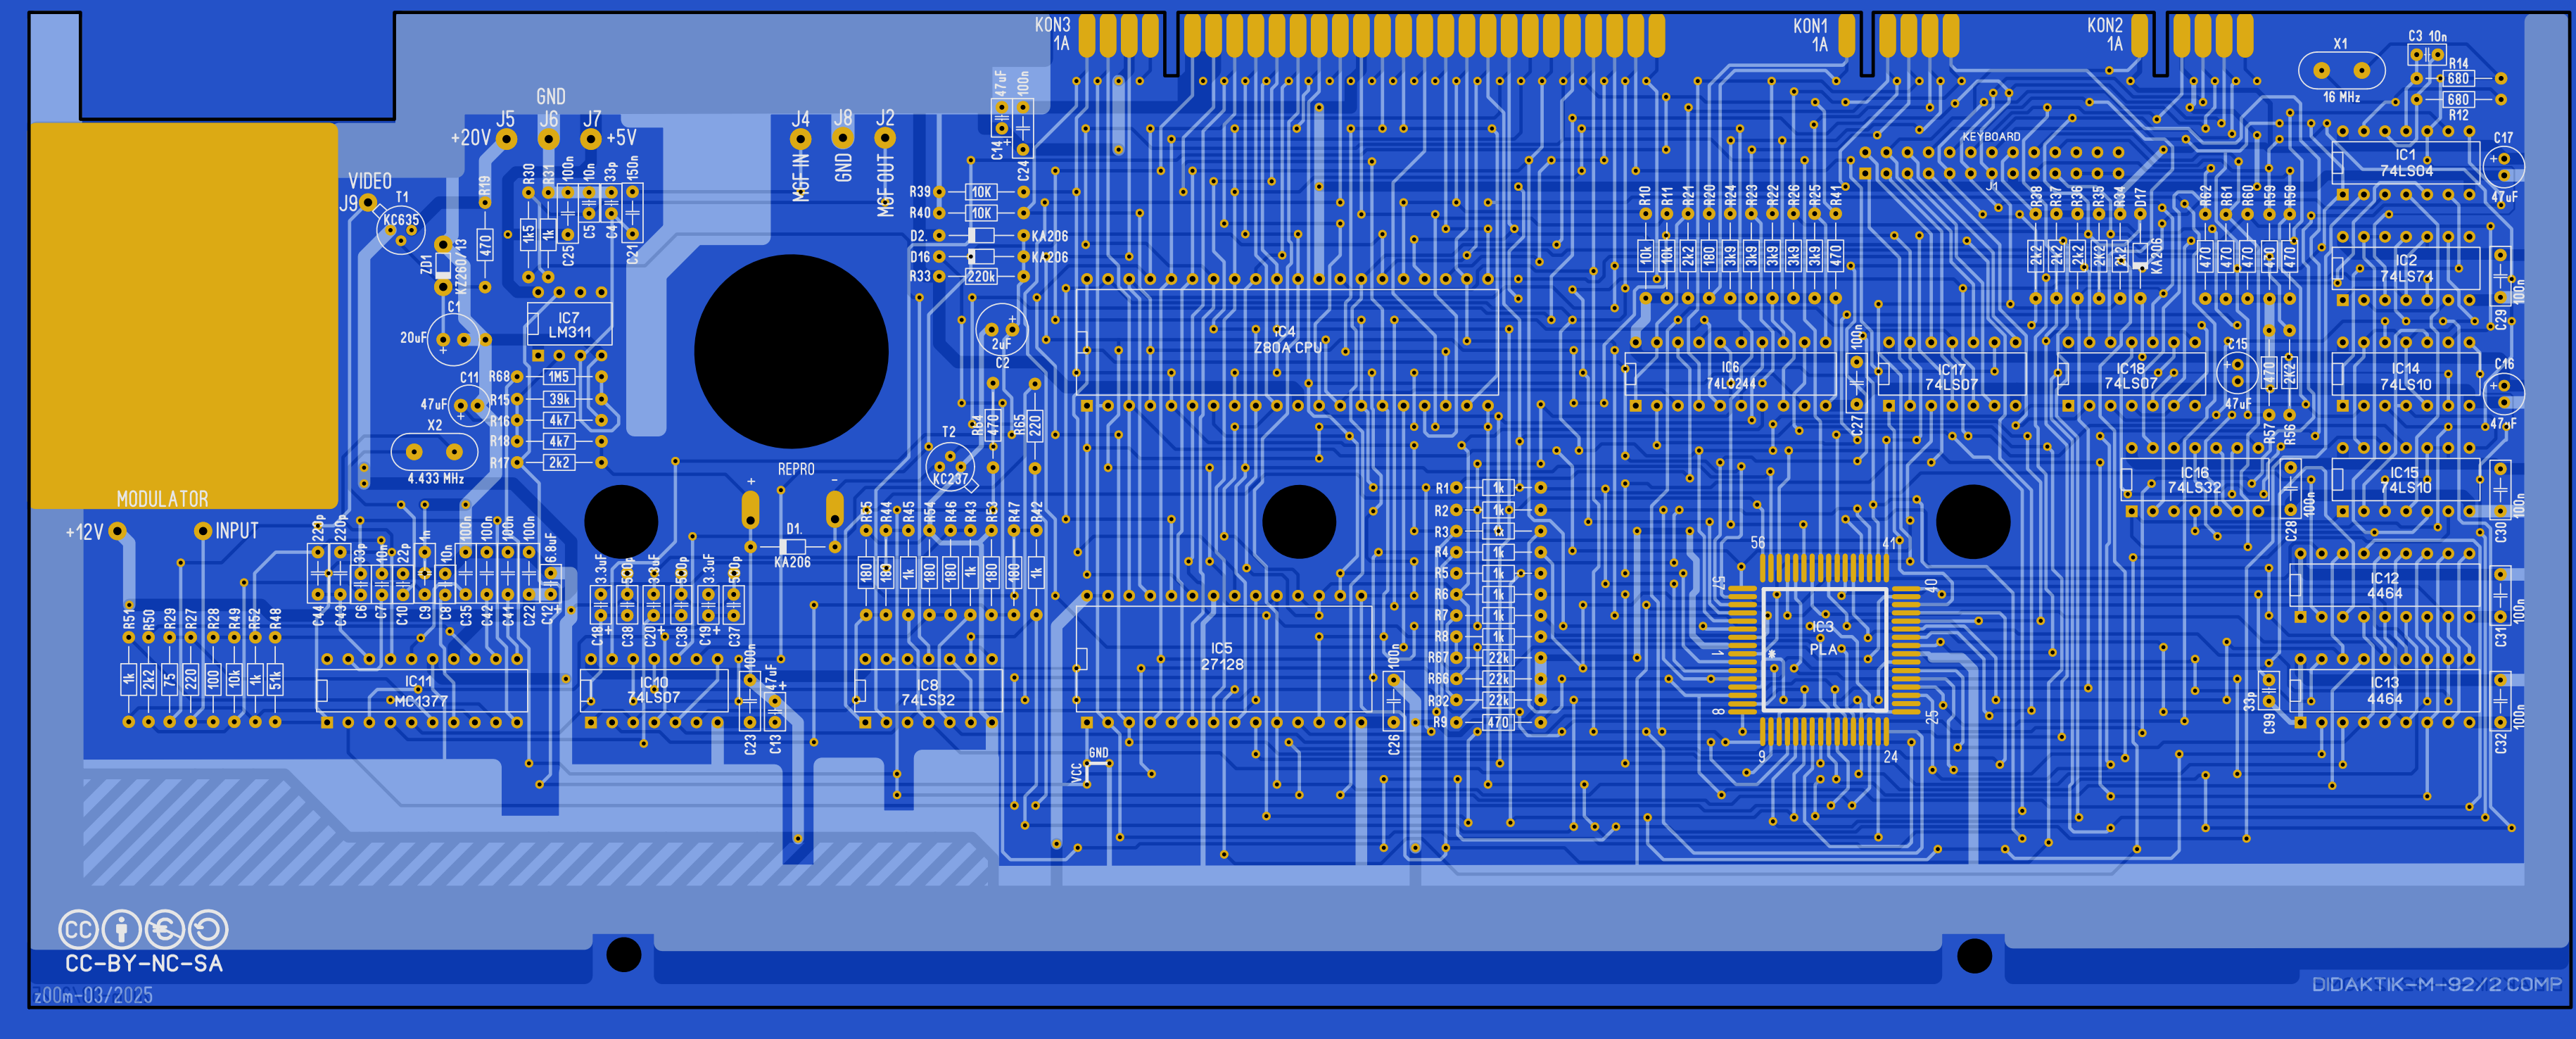 KON3
1A
KON1
1A
KON2
1A
X1
16 MHz
C3 10n
R14
680
680
R12
C17
47uF
GND
J5
J6
J7
+20V
+5V
J4
J8
J2
MGF IN
GND
MGF OUT
47uF
100n
C14
C24
KEYBOARD
J1
VIDEO
J9
T1
KC635
ZD1
KZ260/13
R19
470
R30
R31
100n
10n
33p
150n
1k5
1k
C25
C5
C4
C21
R39
10K
R40
10K
D2.
KA206
D16
KA206
R33
220k
R10
R11
R21
R20
R24
R23
R22
R26
R25
R41
10k
10k
2k2
180
3k9
3k9
3k9
3k9
3k9
470
R38
R37
R36
R35
R34
D17
2k2
2k2
2k2
2K2
2k2
KA206
R62
R61
R60
R59
R58
470
470
470
470
470
IC1
74LS04
IC2
74LS74
C29
100n
C1
20uF
IC7
LM311
2uF
C2
IC4
Z80A CPU
IC6
100n
C27
IC17
74LS07
IC18
74LS07
C15
47uF
470
2K2
R57
R56
IC14
74LS10
C16
47uF
C11
47uF
X2
4.433 MHz
R68
1M5
R15
39k
R16
4k7
R18
4k7
R17
2k2
R64
470
R65
220
T2
KC237
REPRO
+
-
D1.
KA206
MODULATOR
+12V
INPUT
IC16
74LS32
C28
100n
IC15
74LS10
C30
100n
R1
1k
R2
1k
R3
1k
R4
1k
R5
1k
R6
1k
R7
1k
R8
1k
R67
22k
R66
22k
R32
22k
R9
470
R55
R44
R45
R54
R46
R43
R53
R47
R42
180
180
1k
180
180
1k
180
180
1k
220p
220p
33p
10n
22p
1n
10n
100n
100n
100n
100n
6.8uF
C44
C43
C6
C7
C10
C9
C8
C35
C42
C41
C22
C12
3.3uF
500p
3.3uF
500p
3.3uF
500p
C18
C38
C20
C36
C19
C37
R51
R50
R29
R27
R28
R49
R52
R48
1k
2k2
75
220
100
10k
1k
51k
IC11
MC1377
IC10
74LS07
100n
47uF
C23
C13
IC8
74LS32
IC5
27128
100n
C26
GND
VCC
56
41
57
40
IC3
PLA
1
8
25
9
24
IC12
4464
C31
100n
IC13
4464
33p
C99
C32
100n
CC-BY-NC-SA
z00m-03/2025
DIDAKTIK-M-92/2 COMP